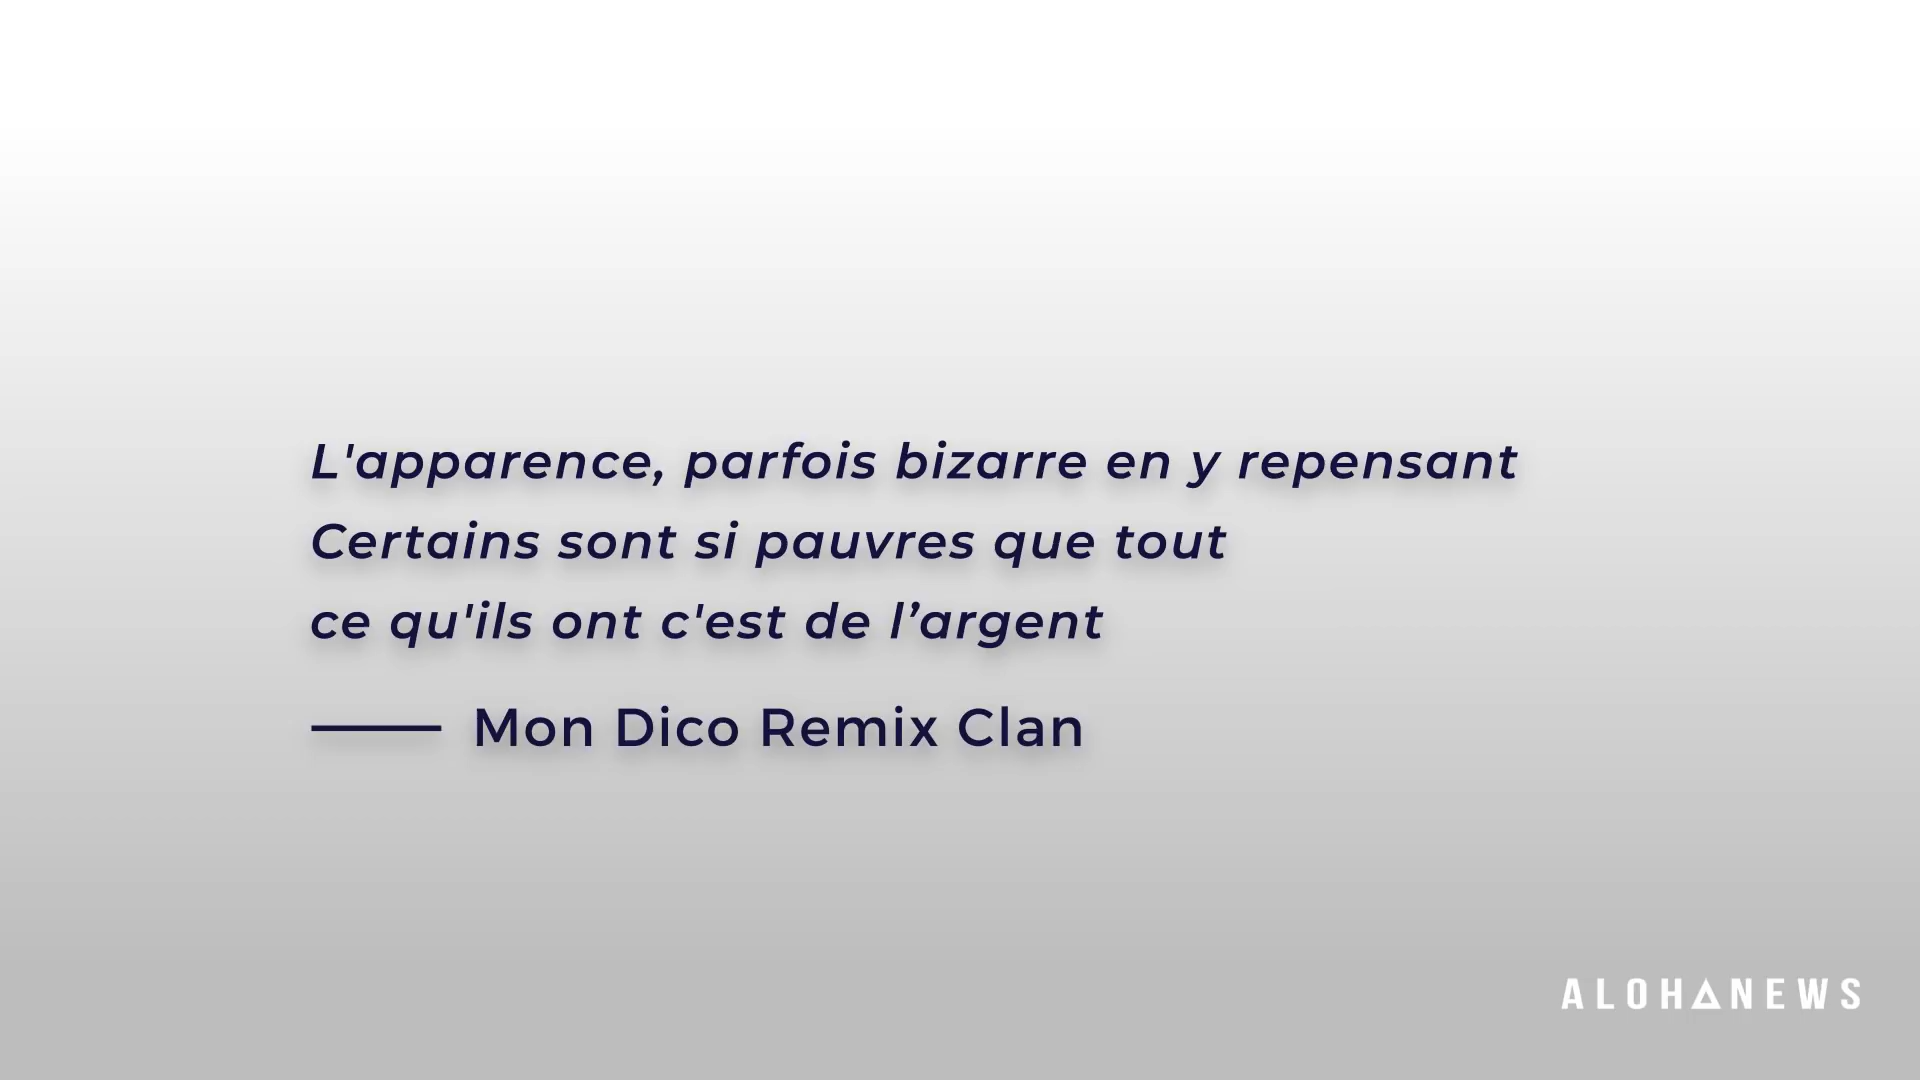 L'apparence, parfois bizarre en y repensant
Certains sont si pauvres que tout
ce qu'ils ont c'est de l’argent
Mon Dico Remix Clan
ALOHANEWS